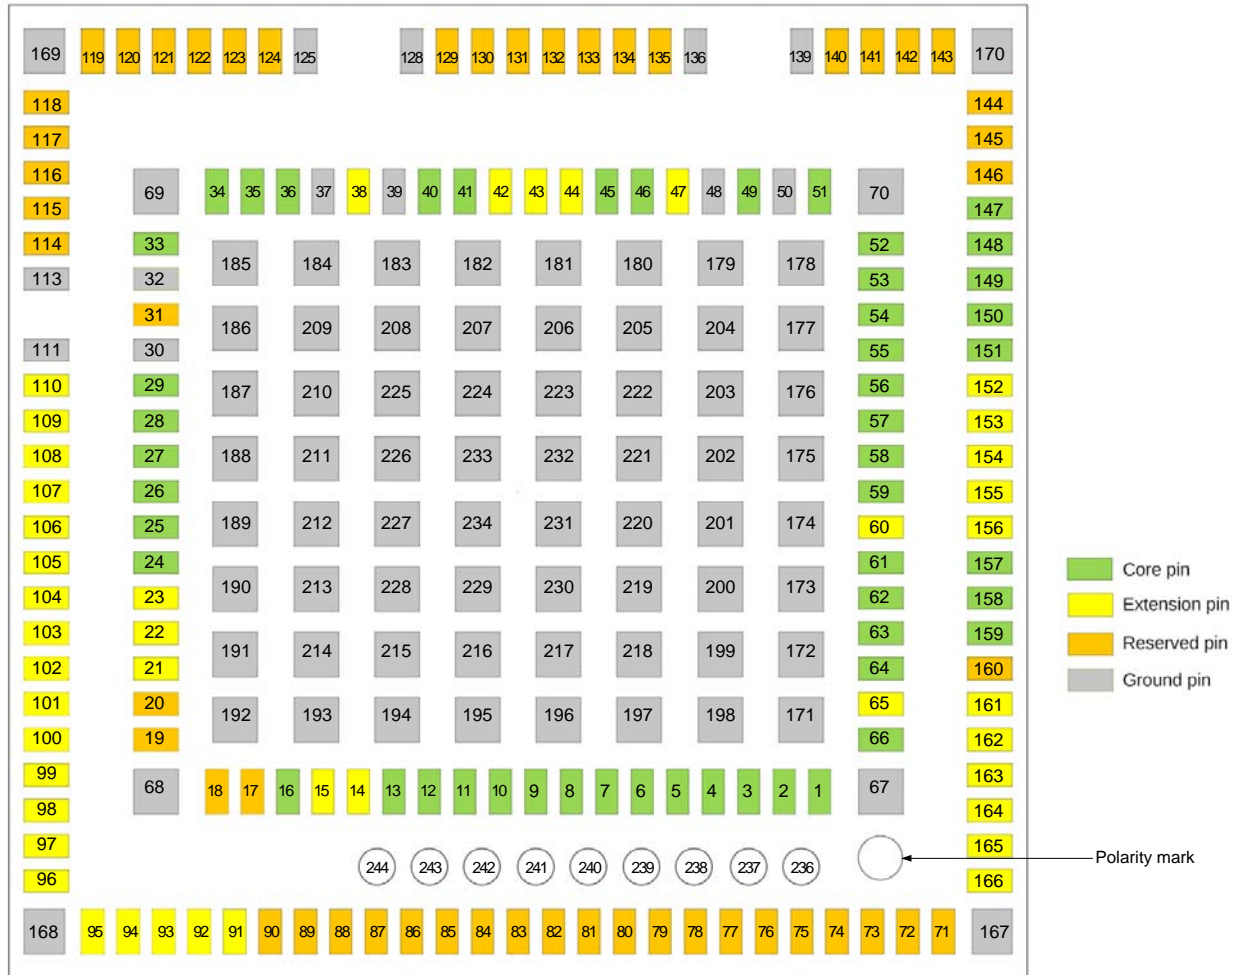 169 119 120 121 122 123 124 125 128 129 130 131 132 133 134 135 136 139 140 141 142 143 170
118 144
117 145
116 146
69 34 35 36 37 38 39 40 41 42 43 44 45 46 47 48 49 50 51 70
115 147
114 33 52 148
185 184 183 182 181 180 179 178
113 32 53 149
31 54 150
186 209 208 207 206 205 204 177
111 30 55 151
110 29 56 152
187 210 225 224 223 222 203 176
109 28 57 153
108 27 58 154
188 211 226 233 232 221 202 175
107 26 59 155
106 25 60 156
189 212 227 234 231 220 201 174
105 24 61 157
Core pin
190 213 228 229 230 219 200 173
104 23 62 158
Extension pin
103 22 63 159
Reserved pin
191 214 215 216 217 218 199 172
102 21 64 160
Ground pin
101 20 65 161
192 193 194 195 196 197 198 171
100 19 66 162
99 163
68 18 17 16 15 14 13 12 11 10 9 8 7 6 5 4 3 2 1 67
98 164
97 165
Polarity mark
244 243 242 241 240 239 238 237 236
96 166
168 95 94 93 92 91 90 89 88 87 86 85 84 83 82 81 80 79 78 77 76 75 74 73 72 71 167